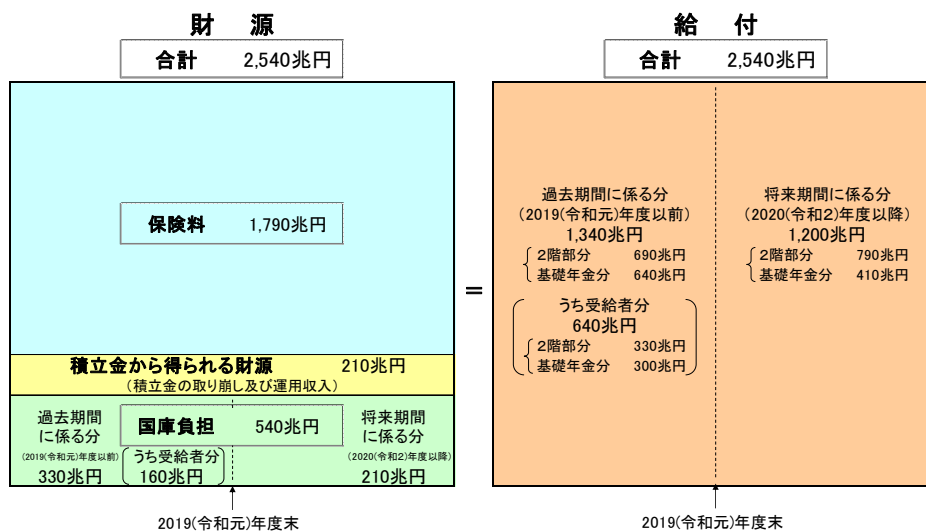 財 源
合計 2,540兆円
保険料 1,790兆円
積立金から得られる財源 210兆円
(積立金の取り崩し及び運用収入)
国庫負担 540兆円
過去期間
に係る分
(2019(令和元)年度以前)
330兆円
うち受給者分
160兆円
将来期間
に係る分
(2020(令和2)年度以降)
210兆円
2019(令和元)年度末
=
給 付
合計 2,540兆円
過去期間に係る分
(2019(令和元)年度以前)
1,340兆円
2階部分 690兆円
基礎年金分 640兆円
うち受給者分
640兆円
2階部分 330兆円
基礎年金分 300兆円
将来期間に係る分
(2020(令和2)年度以降)
1,200兆円
2階部分 790兆円
基礎年金分 410兆円
2019(令和元)年度末